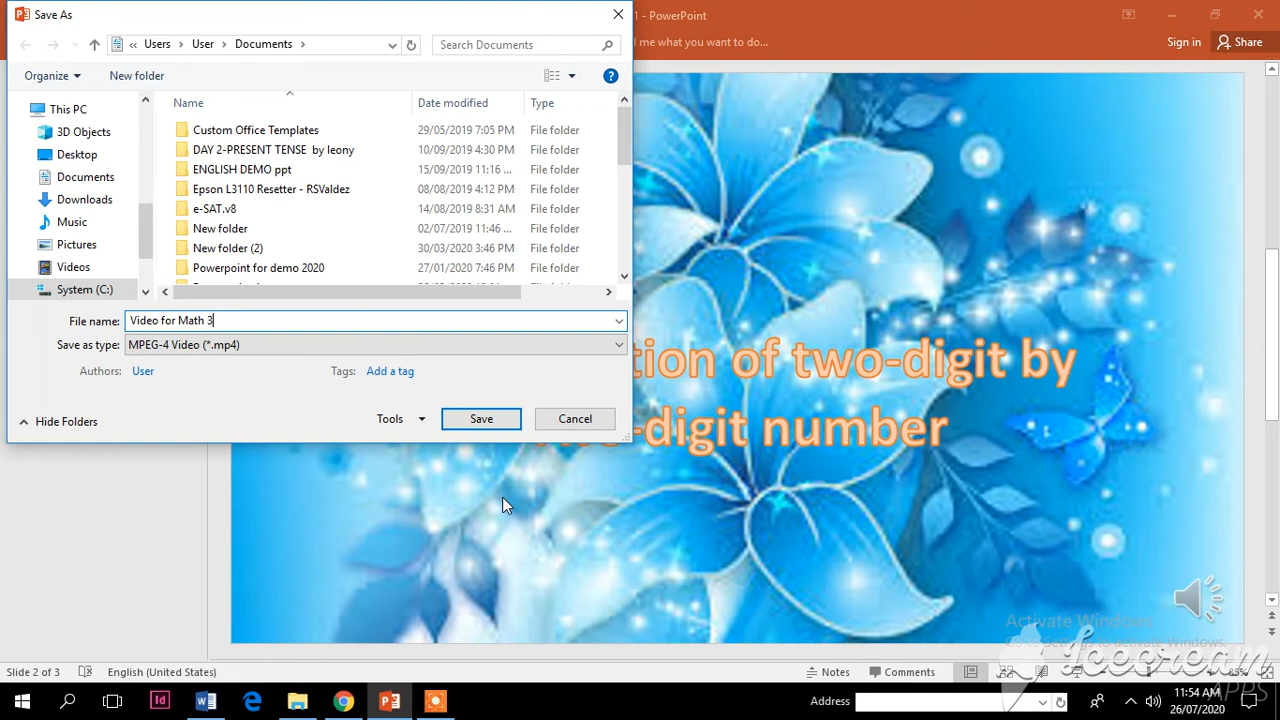 Save As
1 - PowerPoint
Users
User
Documents
Search Documents
me what you want to do...
Sign in
Share
Organize
New folder
Name
Date modified
Type
This PC
3D Objects
Desktop
Documents
Downloads
Music
Pictures
Videos
System (C:)
Custom Office Templates 29/05/2019 7:05 PM File folder
DAY 2-PRESENT TENSE by leony 10/09/2019 4:30 PM File folder
ENGLISH DEMO ppt 15/09/2019 11:16 ... File folder
Epson L3110 Resetter - RSValdez 08/08/2019 4:12 PM File folder
e-SAT.v8 14/08/2019 8:31 AM File folder
New folder 02/07/2019 11:46 ... File folder
New folder (2) 30/03/2020 3:46 PM File folder
Powerpoint for demo 2020 27/01/2020 7:46 PM File folder
File name: Video for Math 3
Save as type: MPEG-4 Video (*.mp4)
Authors: User Tags: Add a tag
Hide Folders
Tools
Save
Cancel
tion of two-digit by
-digit number
Activate Windows
Go to Settings to activate Windows.
Icecream
APPS
Slide 2 of 3
English (United States)
Notes
Comments
85%
Address
11:54 AM
26/07/2020